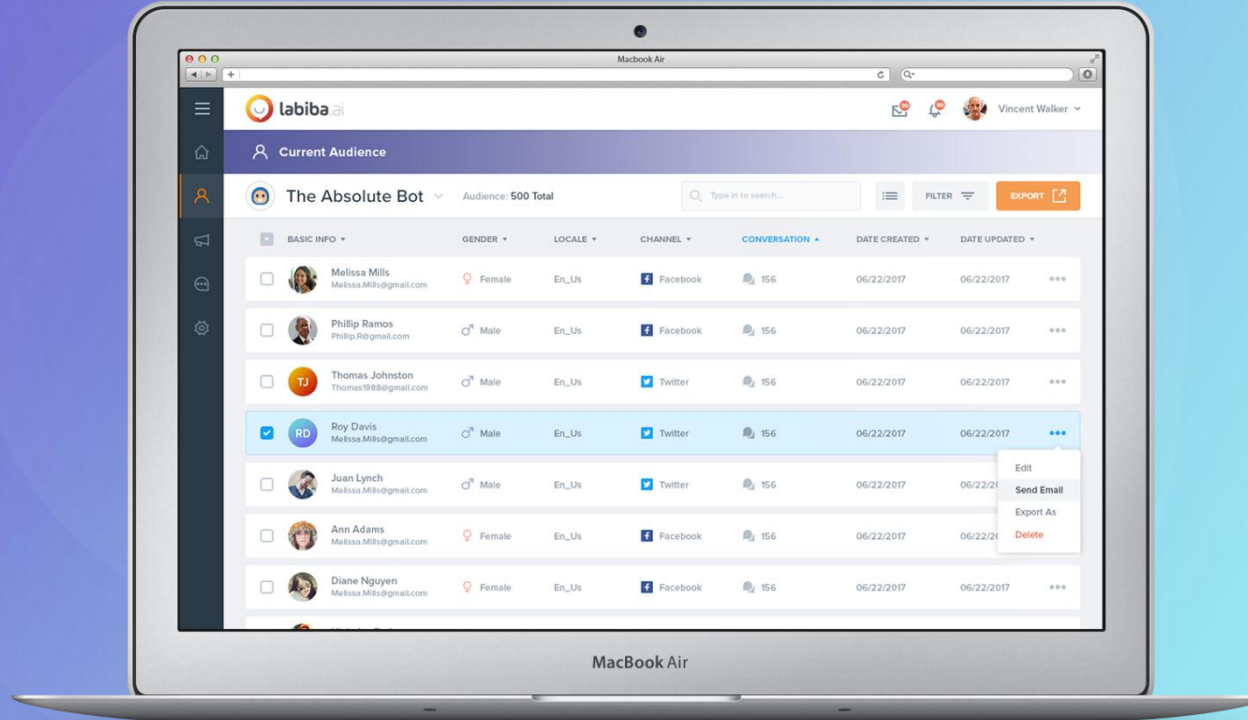 Macbook Air
labiba.ai
99
99
Vincent Walker
Current Audience
The Absolute Bot
Audience: 500 Total
Type in to search...
FILTER
EXPORT
BASIC INFO
GENDER
LOCALE
CHANNEL
CONVERSATION
DATE CREATED
DATE UPDATED
Melissa Mills
Melissa.Mills@gmail.com
Female
En_Us
Facebook
156
06/22/2017
06/22/2017
Phillip Ramos
Phillip.R@gmail.com
Male
En_Us
Facebook
156
06/22/2017
06/22/2017
TJ
Thomas Johnston
Thomas1988@gmail.com
Male
En_Us
Twitter
156
06/22/2017
06/22/2017
RD
Roy Davis
Melissa.Mills@gmail.com
Male
En_Us
Twitter
156
06/22/2017
06/22/2017
Edit
Send Email
Export As
Delete
Juan Lynch
Melissa.Mills@gmail.com
Male
En_Us
Twitter
156
06/22/2017
Ann Adams
Melissa.Mills@gmail.com
Female
En_Us
Facebook
156
06/22/2017
Diane Nguyen
Melissa.Mills@gmail.com
Female
En_Us
Facebook
156
06/22/2017
06/22/2017
MacBook Air